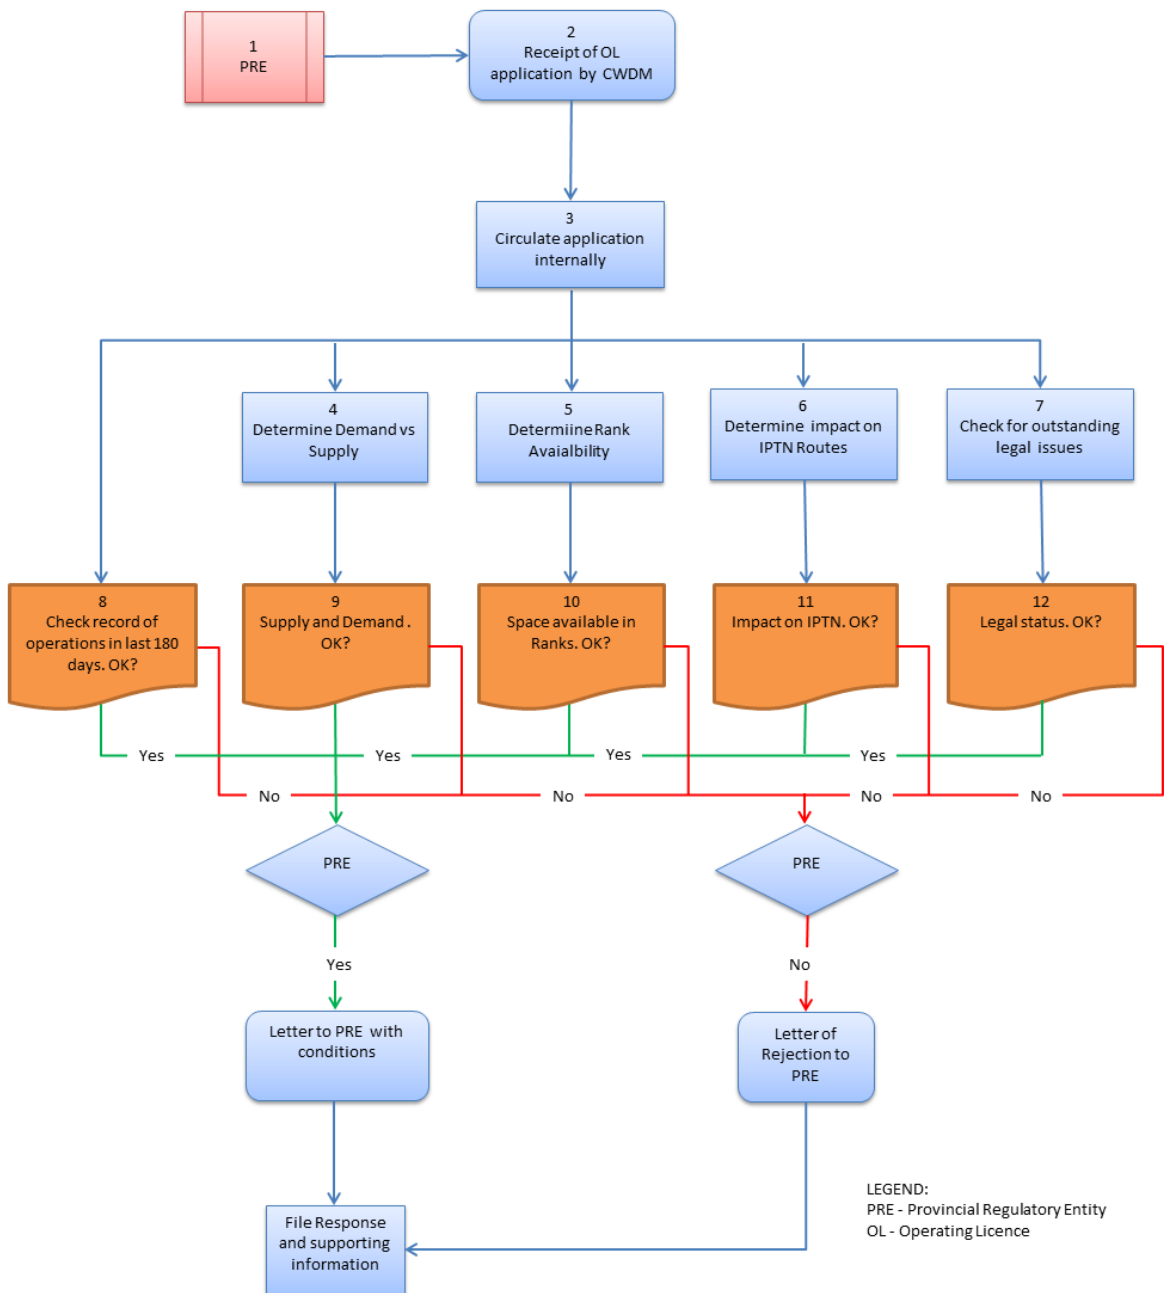 1
PRE
2
Receipt of OL
application by CWDM
3
Circulate application
internally
4
Determine Demand vs
Supply
5
Determiine Rank
Avaialbility
6
Determine impact on
IPTN Routes
7
Check for outstanding
legal issues
8
Check record of
operations in last 180
days. OK?
9
Supply and Demand .
OK?
10
Space available in
Ranks. OK?
11
Impact on IPTN. OK?
12
Legal status. OK?
Yes
Yes
Yes
Yes
No
No
No
No
PRE
PRE
Yes
No
Letter to PRE with
conditions
Letter of
Rejection to
PRE
File Response
and supporting
information
LEGEND:
PRE - Provincial Regulatory Entity
OL - Operating Licence